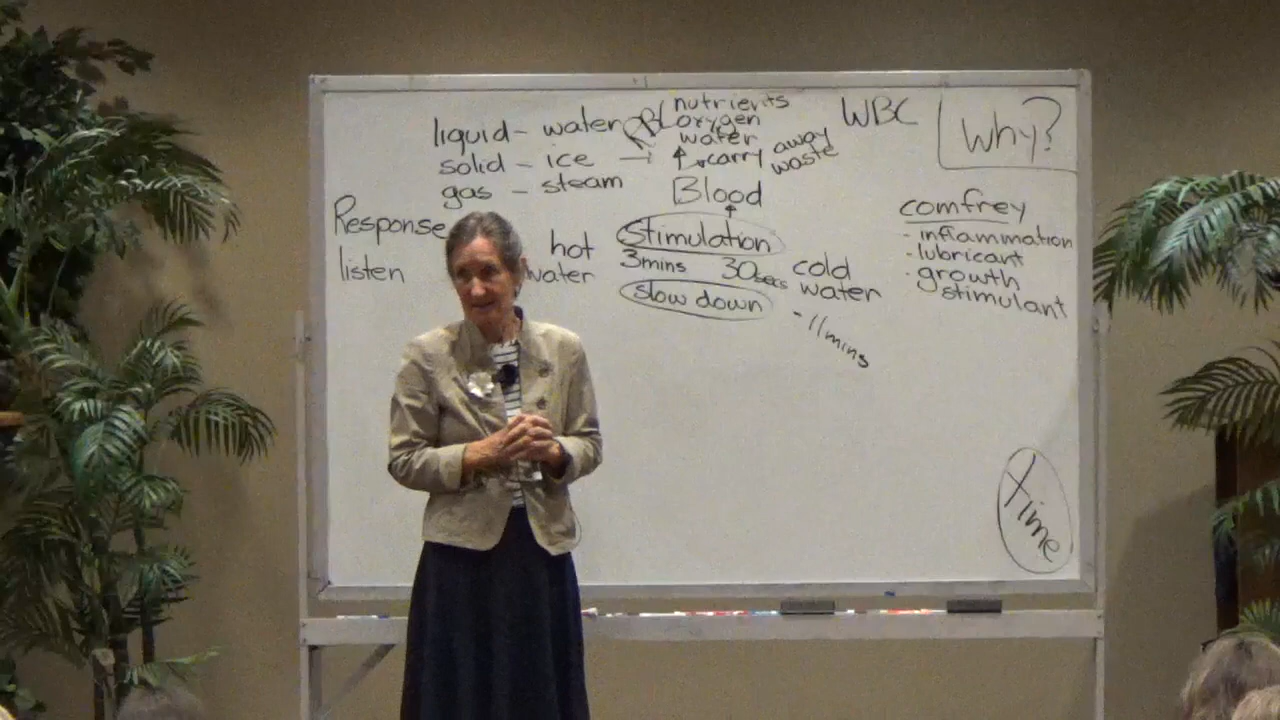 liquid - water
solid - ice →
gas - steam
RBC
nutrients
oxygen
water
↑ → carry away
waste
Blood
↑
WBC
Why?
Response
listen
hot
water
Stimulation
3mins 30secs
slow down
cold
water
- 11mins
comfrey
- inflammation
- lubricant
- growth
stimulant
time